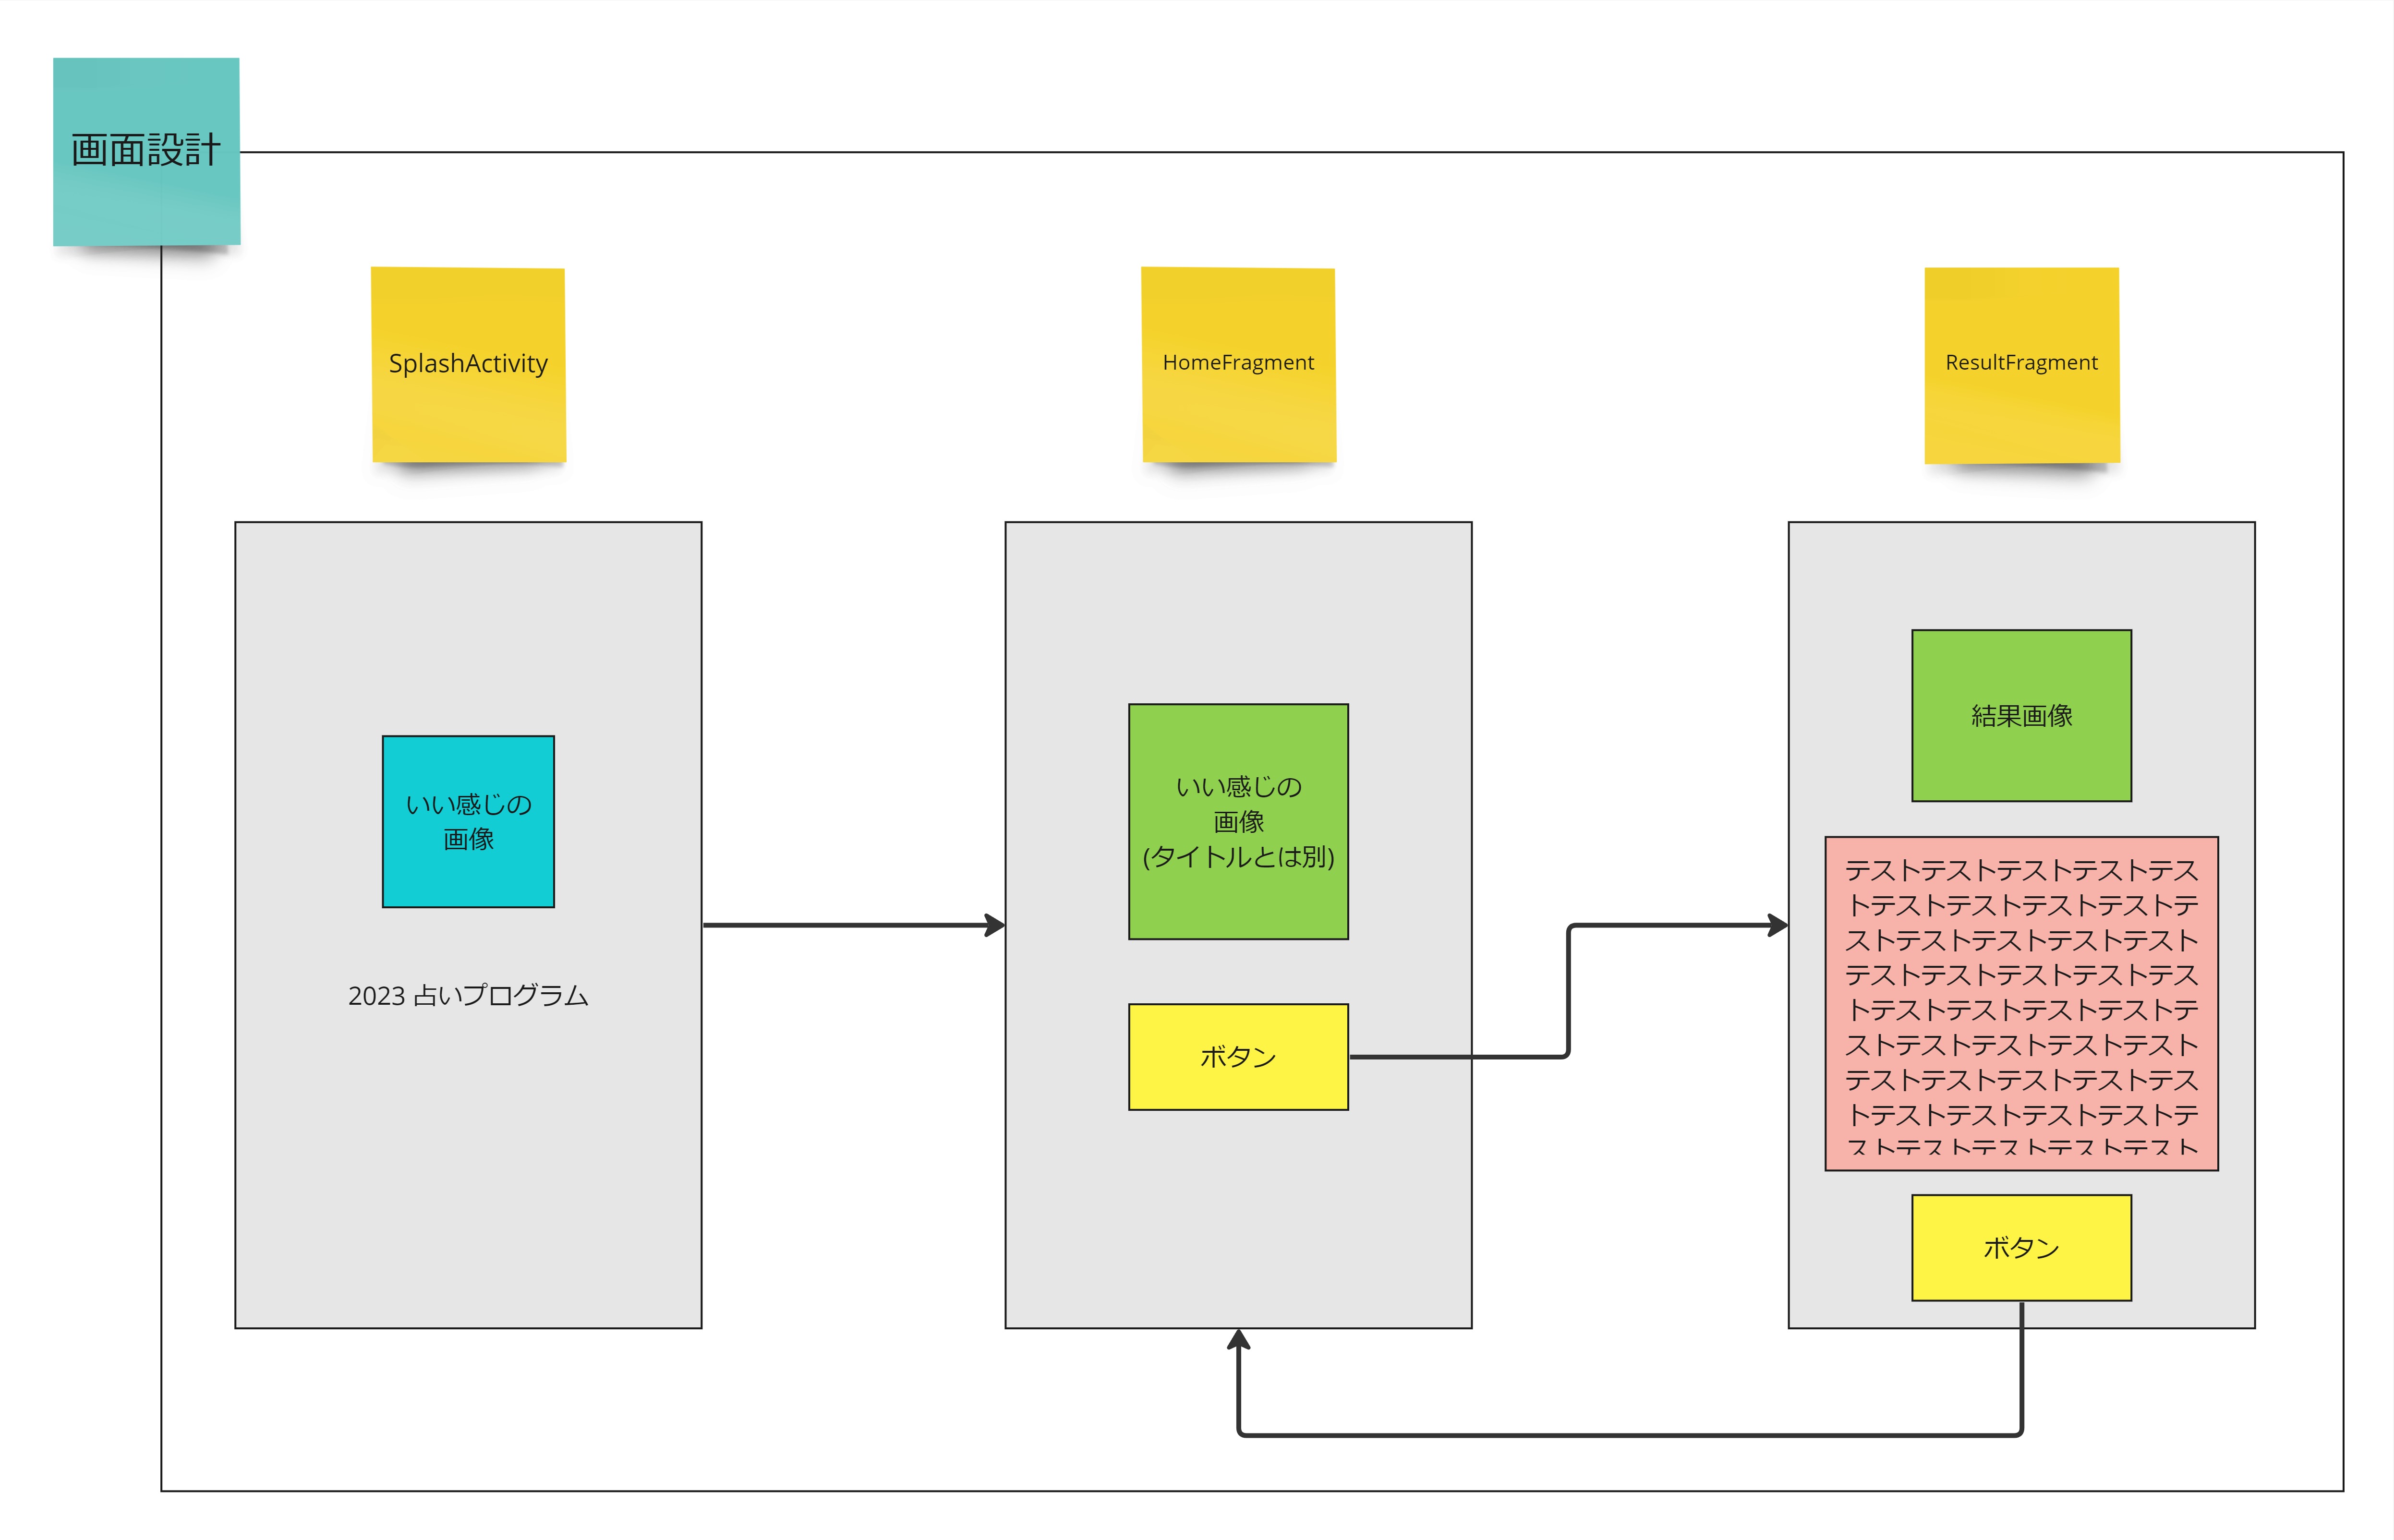 画面設計
SplashActivity
HomeFragment
ResultFragment
いい感じの
画像
2023 占いプログラム
いい感じの
画像
(タイトルとは別)
ボタン
結果画像
テストテストテストテストテス
トテストテストテストテストテ
ストテストテストテストテスト
テストテストテストテストテス
トテストテストテストテストテ
ストテストテストテストテスト
テストテストテストテストテス
トテストテストテストテストテ
ストテストテストテストテスト
ボタン